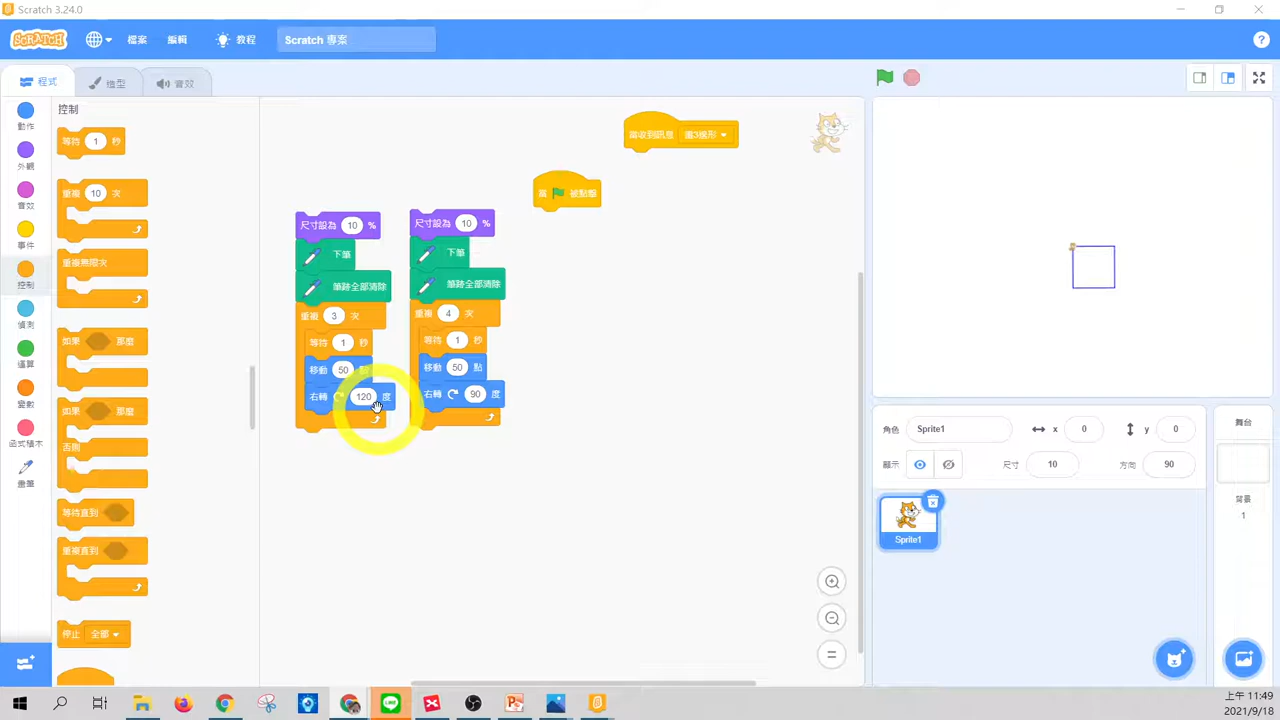 Scratch 3.24.0
SCRATCH
檔案
編輯
教程
Scratch 專案
程式
造型
音效
動作
外觀
音效
事件
控制
偵測
運算
變數
函式積木
畫筆
控制
等待 1 秒
重複 10 次
重複無限次
如果 那麼
如果 那麼
否則
等待直到
重複直到
停止 全部
尺寸設為 10 %
下筆
筆跡全部清除
重複 3 次
等待 1 秒
移動 50 點
右轉 120 度
尺寸設為 10 %
下筆
筆跡全部清除
重複 4 次
等待 1 秒
移動 50 點
右轉 90 度
當 被點擊
當收到訊息 畫3邊形
角色 Sprite1
x 0
y 0
顯示
尺寸 10
方向 90
Sprite1
舞台
背景
1
上午 11:49
2021/9/18